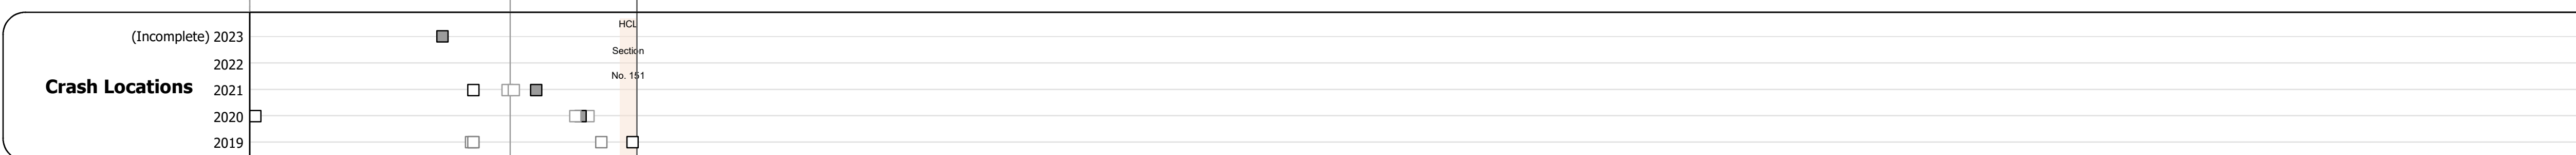 HCL
(Incomplete) 2023
Section
2022
No. 151
Crash Locations
2021
2020
2019